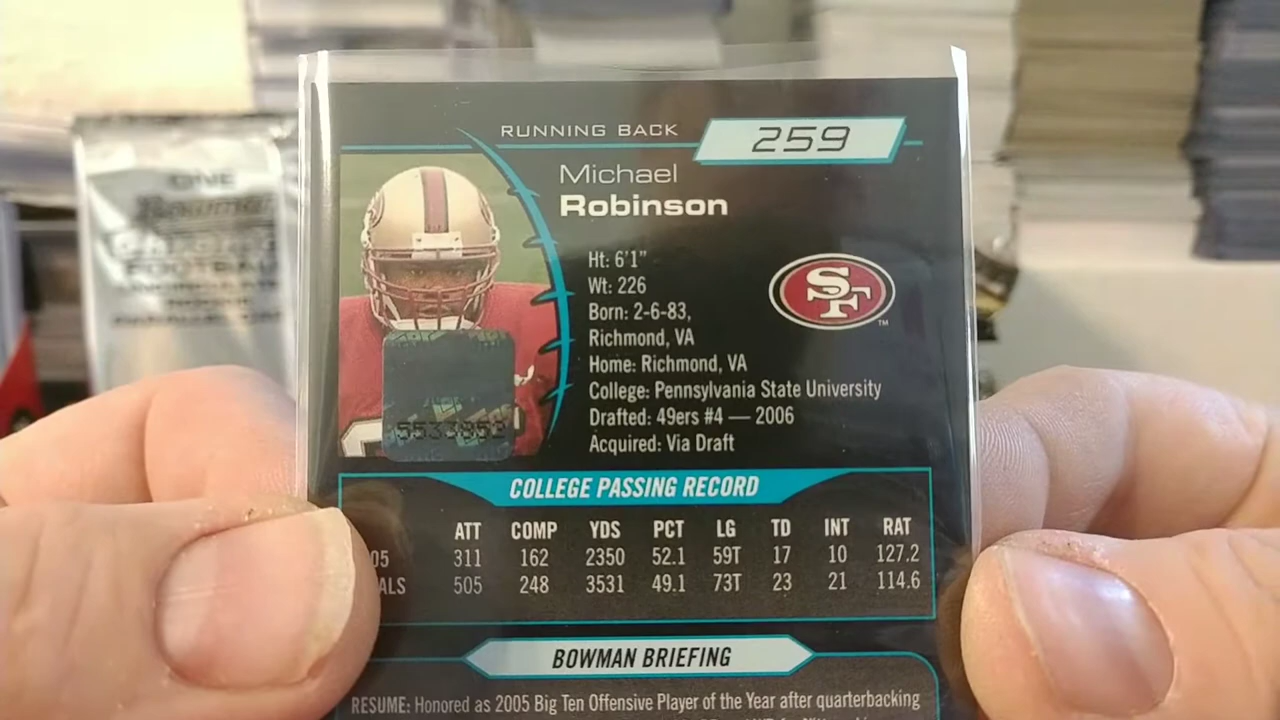 RUNNING BACK
259
Michael
Robinson
Ht: 6'1"
Wt: 226
Born: 2-6-83,
Richmond, VA
Home: Richmond, VA
College: Pennsylvania State University
Drafted: 49ers #4 — 2006
Acquired: Via Draft
SF
TM
COLLEGE PASSING RECORD
ATT COMP YDS PCT LG TD INT RAT
05 311 162 2350 52.1 59T 17 10 127.2
ALS 505 248 3531 49.1 73T 23 21 114.6
BOWMAN BRIEFING
RESUME: Honored as 2005 Big Ten Offensive Player of the Year after quarterbacking
ONE
Bowman
FOOTBALL